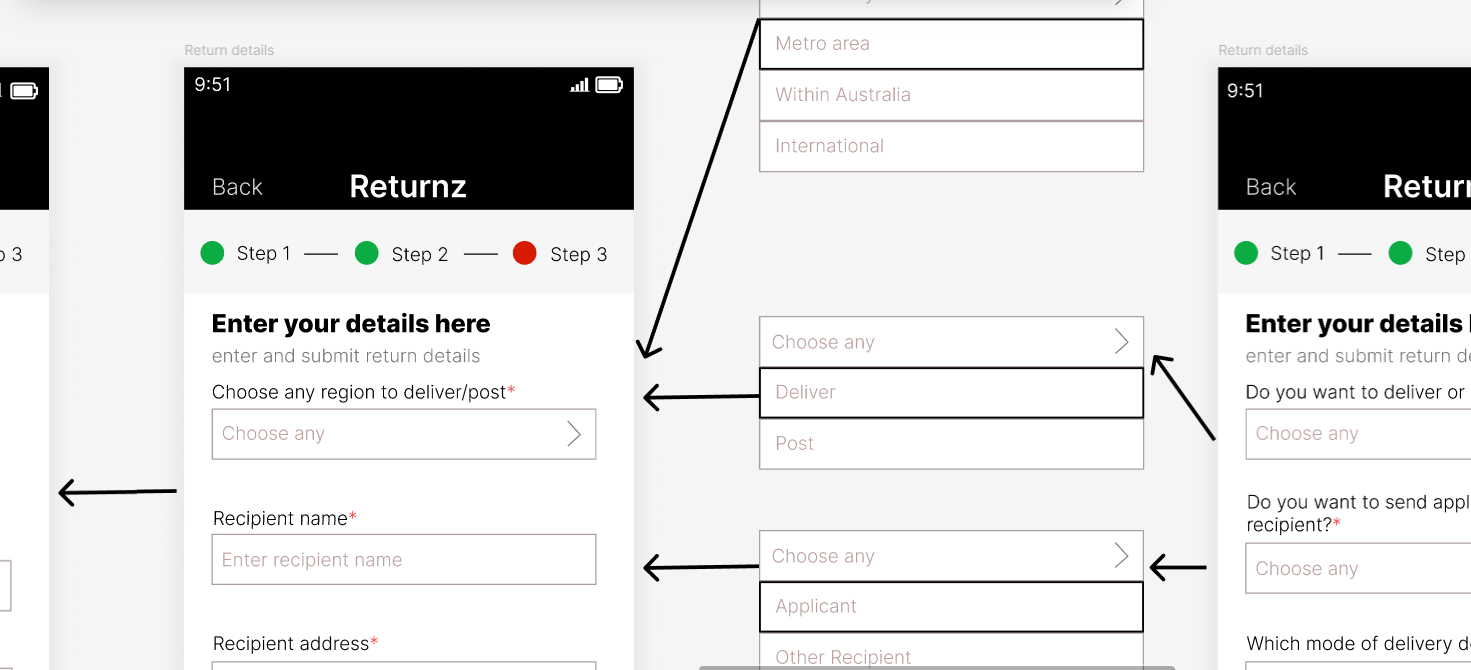 Return details
9:51
Back
Returnz
Step 1
Step 2
Step 3
Enter your details here
enter and submit return details
Choose any region to deliver/post*
Choose any
Recipient name*
Enter recipient name
Recipient address*
Metro area
Within Australia
International
Choose any
Deliver
Post
Choose any
Applicant
Other Recipient
Return details
9:51
Back
Step 1
Step
Enter your details
enter and submit return
Do you want to deliver or
Choose any
Do you want to send
recipient?*
Choose any
Which mode of delivery